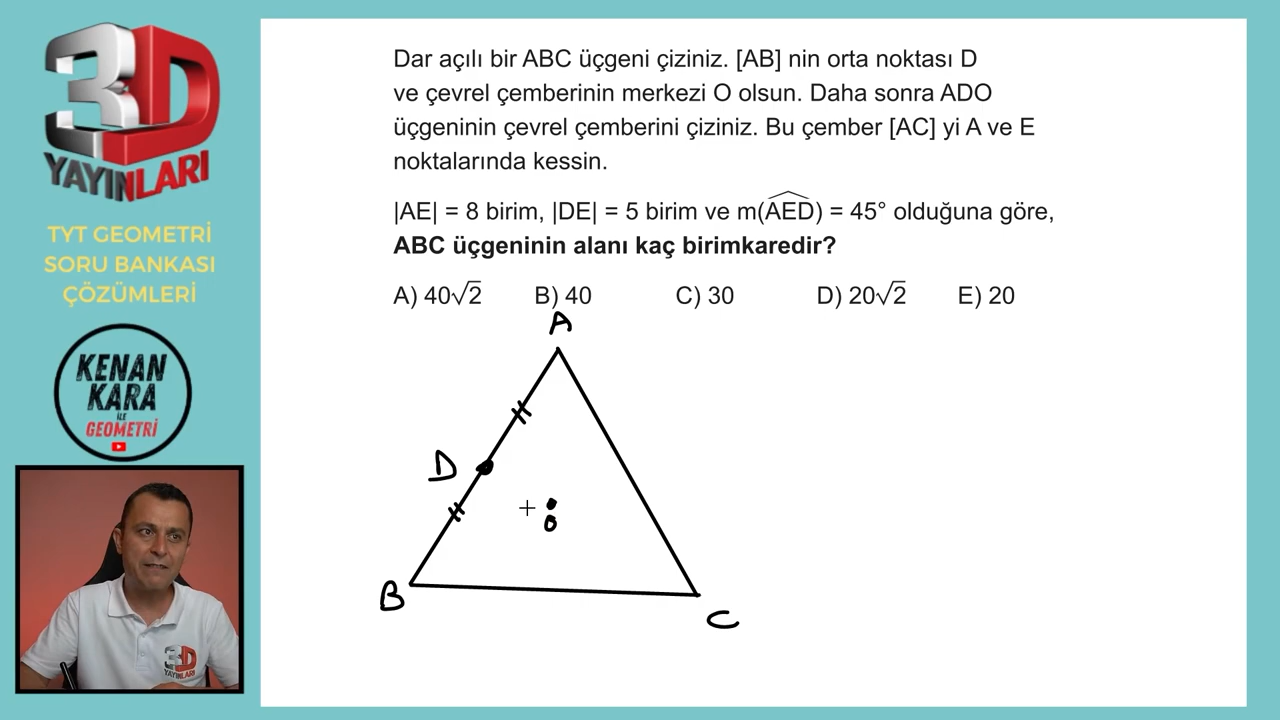 3D
YAYINLARI
TYT GEOMETRİ
SORU BANKASI
ÇÖZÜMLERİ
KENAN
KARA
İLE
GEOMETRİ
3D
YAYINLARI
Dar açılı bir ABC üçgeni çiziniz. [AB] nin orta noktası D
ve çevrel çemberinin merkezi O olsun. Daha sonra ADO
üçgeninin çevrel çemberini çiziniz. Bu çember [AC] yi A ve E
noktalarında kessin.
|AE| = 8 birim, |DE| = 5 birim ve m(AED) = 45° olduğuna göre,
ABC üçgeninin alanı kaç birimkaredir?
A) 40√2 B) 40 C) 30 D) 20√2 E) 20
A
D
O
B
C